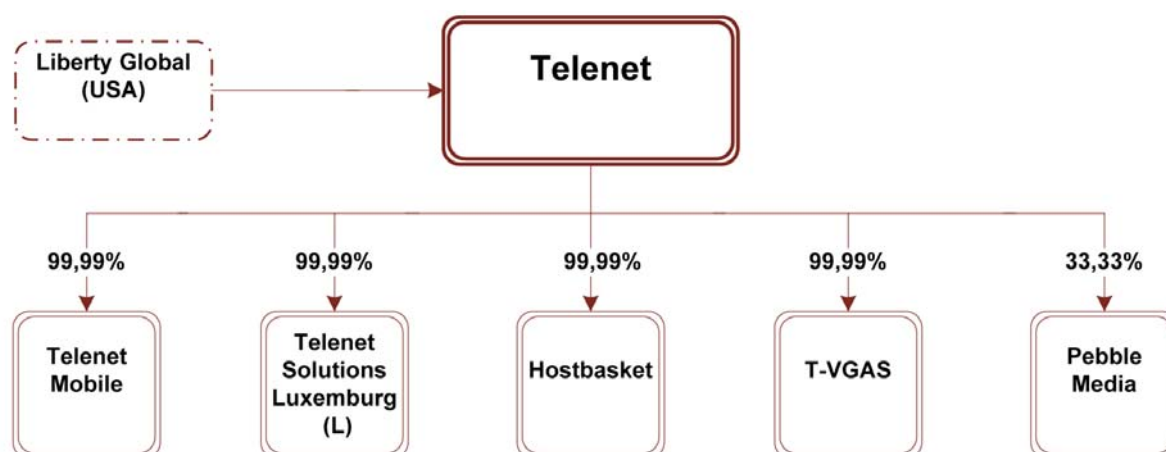 Liberty Global
(USA)
Telenet
99,99%
99,99%
99,99%
99,99%
33,33%
Telenet
Mobile
Telenet
Solutions
Luxemburg
(L)
Hostbasket
T-VGAS
Pebble
Media